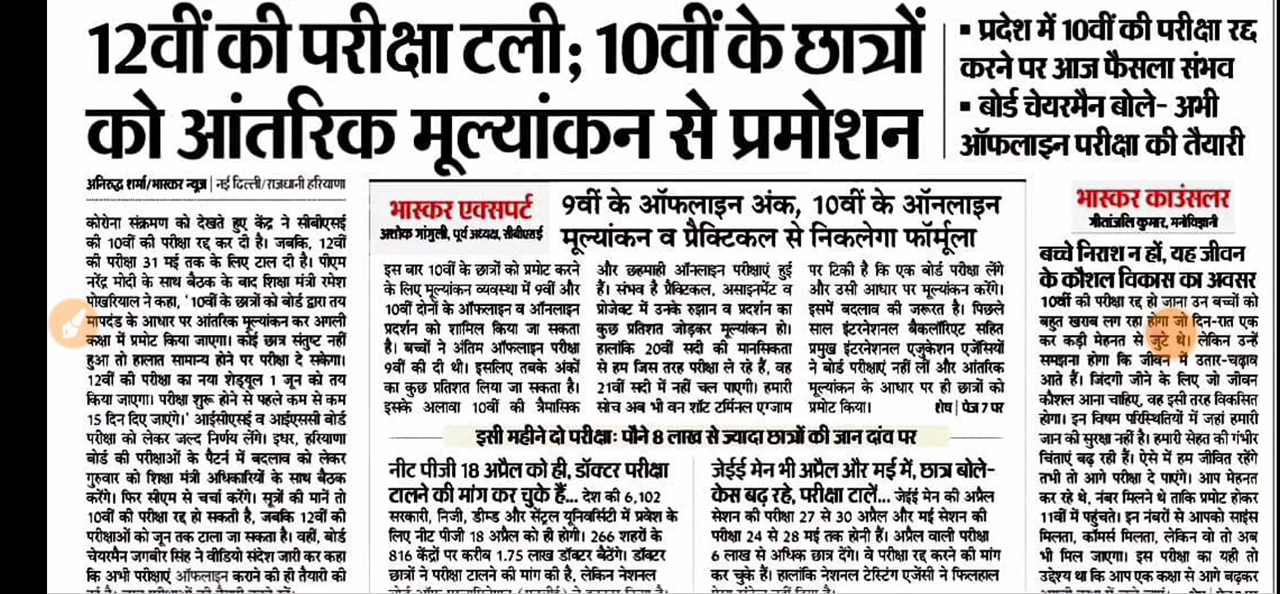 12वीं की परीक्षा टली; 10वीं के छात्रों
को आंतरिक मूल्यांकन से प्रमोशन
▪ प्रदेश में 10वीं की परीक्षा रद्द
करने पर आज फैसला संभव
▪ बोर्ड चेयरमैन बोले- अभी
ऑफलाइन परीक्षा की तैयारी
अनिरुद्ध शर्मा/भास्कर न्यूज | नई दिल्ली/राजधानी हरियाणा
कोरोना संक्रमण को देखते हुए केंद्र ने सीबीएसई
की 10वीं की परीक्षा रद्द कर दी है। जबकि, 12वीं
की परीक्षा 31 मई तक के लिए टाल दी है। पीएम
नरेंद्र मोदी के साथ बैठक के बाद शिक्षा मंत्री रमेश
पोखरियाल ने कहा, '10वीं के छात्रों को बोर्ड द्वारा तय
मापदंड के आधार पर आंतरिक मूल्यांकन कर अगली
कक्षा में प्रमोट किया जाएगा। कोई छात्र संतुष्ट नहीं
हुआ तो हालात सामान्य होने पर परीक्षा दे सकेगा।
12वीं की परीक्षा का नया शेड्यूल 1 जून को तय
किया जाएगा। परीक्षा शुरू होने से पहले कम से कम
15 दिन दिए जाएंगे।' आईसीएसई व आईएससी बोर्ड
परीक्षा को लेकर जल्द निर्णय लेंगे। इधर, हरियाणा
बोर्ड की परीक्षाओं के पैटर्न में बदलाव को लेकर
गुरुवार को शिक्षा मंत्री अधिकारियों के साथ बैठक
करेंगे। फिर सीएम से चर्चा करेंगे। सूत्रों की मानें तो
10वीं की परीक्षा रद्द हो सकती है, जबकि 12वीं की
परीक्षाओं को जून तक टाला जा सकता है। वहीं, बोर्ड
चेयरमैन जगबीर सिंह ने वीडियो संदेश जारी कर कहा
कि अभी परीक्षाएं ऑफलाइन कराने की ही तैयारी की
भास्कर एक्सपर्ट
अशोक गांगुली, पूर्व अध्यक्ष, सीबीएसई
9वीं के ऑफलाइन अंक, 10वीं के ऑनलाइन
मूल्यांकन व प्रैक्टिकल से निकलेगा फॉर्मूला
इस बार 10वीं के छात्रों को प्रमोट करने
के लिए मूल्यांकन व्यवस्था में 9वीं और
10वीं दोनों के ऑफलाइन व ऑनलाइन
प्रदर्शन को शामिल किया जा सकता
है। बच्चों ने अंतिम ऑफलाइन परीक्षा
9वीं की दी थी। इसलिए तबके अंकों
का कुछ प्रतिशत लिया जा सकता है।
इसके अलावा 10वीं की त्रैमासिक
और छहमाही ऑनलाइन परीक्षाएं हुई
हैं। संभव है प्रैक्टिकल, असाइनमेंट व
प्रोजेक्ट में उनके रुझान व प्रदर्शन का
कुछ प्रतिशत जोड़कर मूल्यांकन हो।
हालांकि 20वीं सदी की मानसिकता
से हम जिस तरह परीक्षा ले रहे हैं, वह
21वीं सदी में नहीं चल पाएगी। हमारी
सोच अब भी वन शॉट टर्मिनल एग्जाम
पर टिकी है कि एक बोर्ड परीक्षा लेंगे
और उसी आधार पर मूल्यांकन करेंगे।
इसमें बदलाव की जरूरत है। पिछले
साल इंटरनेशनल बैकलॉरिएट सहित
प्रमुख इंटरनेशनल एजुकेशन एजेंसियों
ने बोर्ड परीक्षाएं नहीं लीं और आंतरिक
मूल्यांकन के आधार पर ही छात्रों को
प्रमोट किया। शेष | पेज 7 पर
इसी महीने दो परीक्षाः पौने 8 लाख से ज्यादा छात्रों की जान दांव पर
नीट पीजी 18 अप्रैल को ही, डॉक्टर परीक्षा
टालने की मांग कर चुके हैं... देश की 6,102
सरकारी, निजी, डीम्ड और सेंट्रल यूनिवर्सिटी में प्रवेश के
लिए नीट पीजी 18 अप्रैल को ही होगी। 266 शहरों के
816 केंद्रों पर करीब 1.75 लाख डॉक्टर बैठेंगे। डॉक्टर
छात्रों ने परीक्षा टालने की मांग की है, लेकिन नेशनल
जेईई मेन भी अप्रैल और मई में, छात्र बोले-
केस बढ़ रहे, परीक्षा टालें... जेईई मेन की अप्रैल
सेशन की परीक्षा 27 से 30 अप्रैल और मई सेशन की
परीक्षा 24 से 28 मई तक होनी हैं। अप्रैल वाली परीक्षा
6 लाख से अधिक छात्र देंगे। वे परीक्षा रद्द करने की मांग
कर चुके हैं। हालांकि नेशनल टेस्टिंग एजेंसी ने फिलहाल
भास्कर काउंसलर
गीतांजलि कुमार, मनोविज्ञानी
बच्चे निराश न हों, यह जीवन
के कौशल विकास का अवसर
10वीं की परीक्षा रद्द हो जाना उन बच्चों को
बहुत खराब लग रहा होगा जो दिन-रात एक
कर कड़ी मेहनत से जुटे थे। लेकिन उन्हें
समझना होगा कि जीवन में उतार-चढ़ाव
आते हैं। जिंदगी जीने के लिए जो जीवन
कौशल आना चाहिए, वह इसी तरह विकसित
होगा। इन विषम परिस्थितियों में जहां हमारी
जान की सुरक्षा नहीं है। हमारी सेहत की गंभीर
चिंताएं बढ़ रही हैं। ऐसे में हम जीवित रहेंगे
तभी तो आगे परीक्षा दे पाएंगे। आप मेहनत
कर रहे थे, नंबर मिलने थे ताकि प्रमोट होकर
11वीं में पहुंचते। इन नंबरों से आपको साइंस
मिलता, कॉमर्स मिलता, लेकिन वो तो अब
भी मिल जाएगा। इस परीक्षा का यही तो
उद्देश्य था कि आप एक कक्षा से आगे बढ़कर